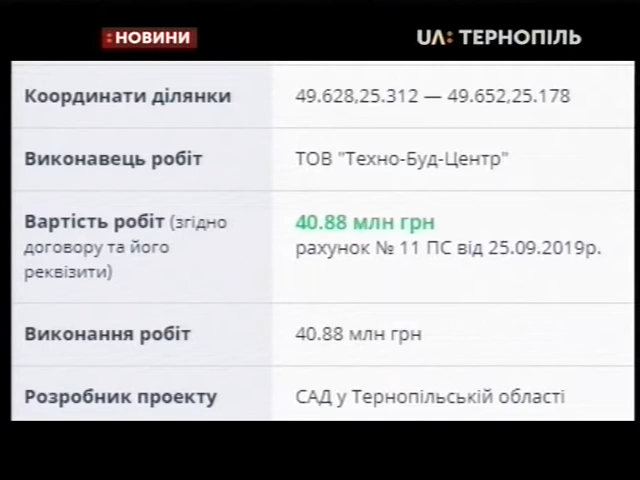 :НОВИНИ
UA: ТЕРНОПІЛЬ
Координати ділянки
49.628,25.312 — 49.652,25.178
Виконавець робіт
ТОВ "Техно-Буд-Центр"
Вартість робіт (згідно
договору та його
реквізити)
40.88 млн грн
рахунок № 11 ПС від 25.09.2019р.
Виконання робіт
40.88 млн грн
Розробник проекту
САД у Тернопільській області